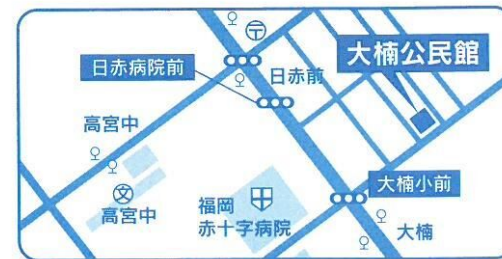 大楠公民館
日赤病院前
日赤前
高宮中
大楠小前
福岡
赤十字病院
文
高宮中
大楠